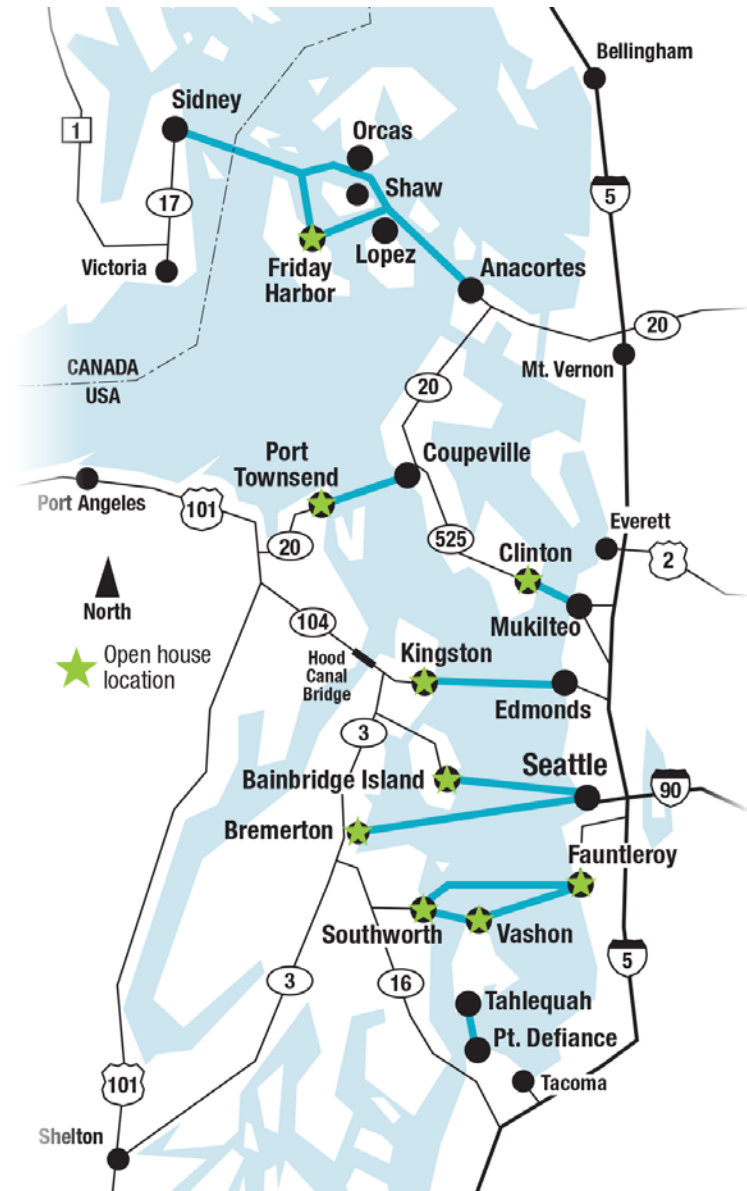 Bellingham
Sidney
1
Orcas
Shaw
5
17
Lopez
Victoria
Friday
Harbor
Anacortes
20
CANADA
USA
Mt. Vernon
20
Port
Townsend
Coupeville
Port Angeles
101
20
525
Everett
Clinton
2
North
104
Mukilteo
Open house
location
Hood
Canal
Bridge
Kingston
Edmonds
3
Seattle
Bainbridge Island
90
Bremerton
Fauntleroy
Southworth
Vashon
5
3
16
Tahlequah
Pt. Defiance
101
Tacoma
Shelton